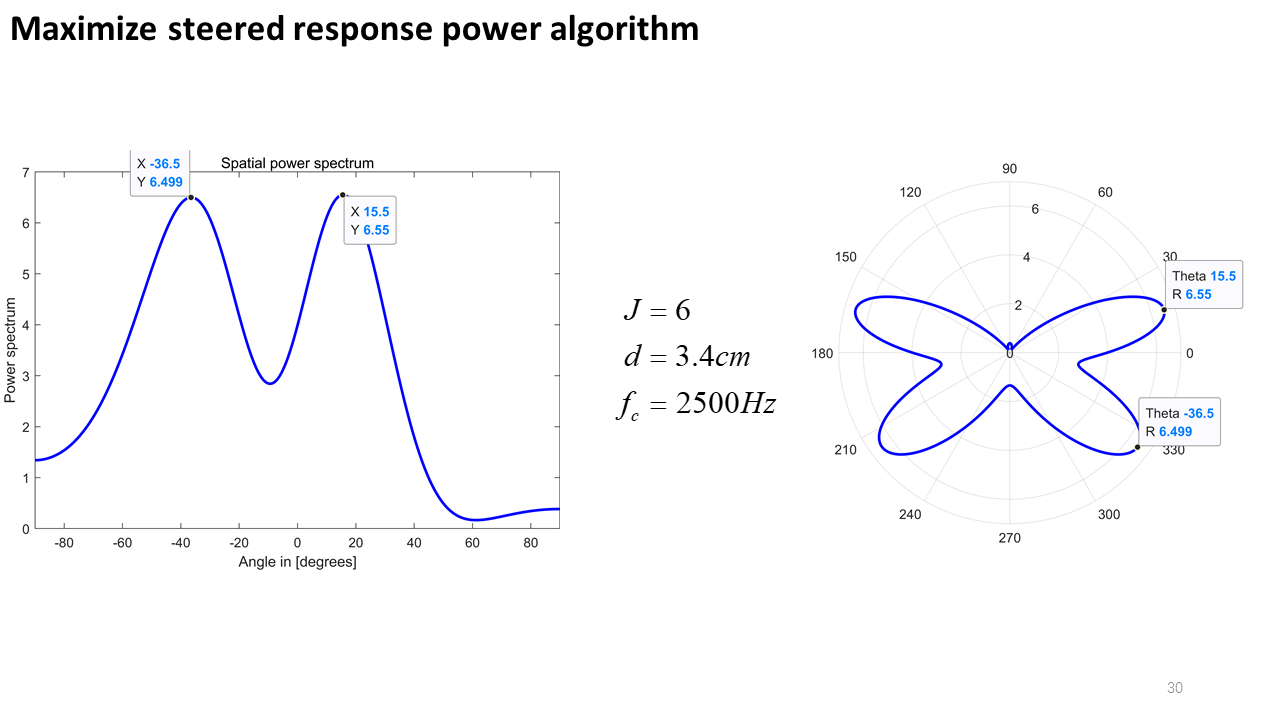 Maximize steered response power algorithm
Spatial power spectrum
X -36.5
Y 6.499
X 15.5
Y 6.55
7
6
5
4
3
2
1
0
Power spectrum
-80 -60 -40 -20 0 20 40 60 80
Angle in [degrees]
J = 6
d = 3.4cm
f_c = 2500Hz
90
120 60
6
150 30
4
Theta 15.5
R 6.55
2
180 0 0
Theta -36.5
R 6.499
210 330
240 300
270
30